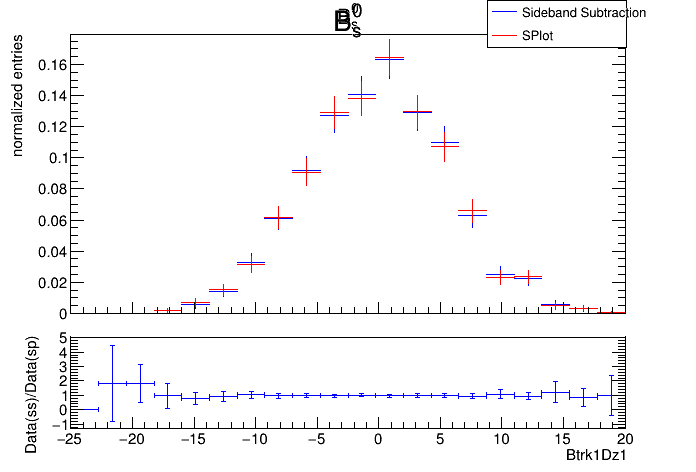 B⁰ₛ
Sideband Subtraction
SPlot
normalized entries
0.16
0.14
0.12
0.1
0.08
0.06
0.04
0.02
0
Data(ss)/Data(sp)
5
4
3
2
1
0
−1
−25 −20 −15 −10 −5 0 5 10 15 20
Btrk1Dz1